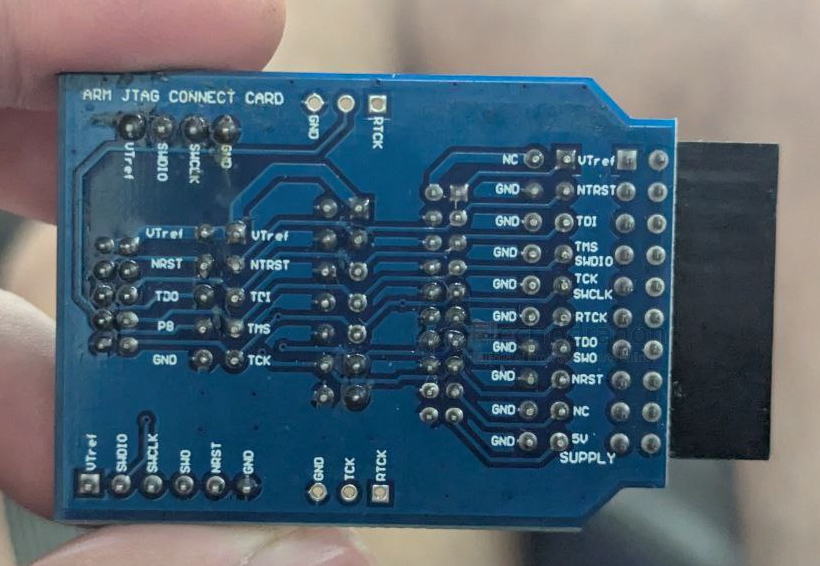 ARM JTAG CONNECT CARD
GND
RTCK
VTref
SWDIO
SWCLK
GND
NC
VTref
GND
NTRST
GND
TDI
GND
TMS
SWDIO
GND
TCK
SWCLK
GND
RTCK
GND
TDO
SWO
GND
NRST
GND
NC
GND
5V
SUPPLY
VTref
VTref
NRST
NTRST
TDO
TDI
P8
TMS
GND
TCK
VTref
SWDIO
SWCLK
SWO
NRST
GND
GND
TCK
RTCK